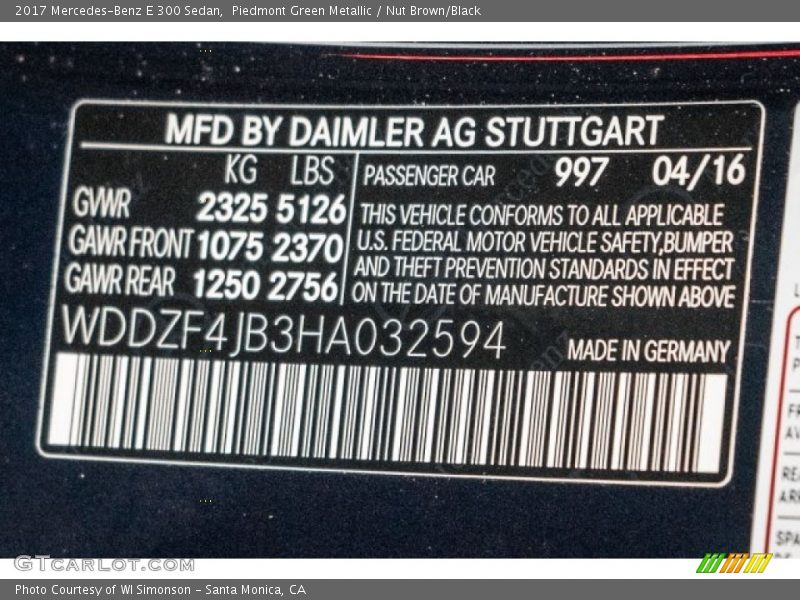 2017 Mercedes-Benz E 300 Sedan,  Piedmont Green Metallic / Nut Brown/Black
MFD BY DAIMLER AG STUTTGART
KG LBS
GVWR 2325 5126
GAWR FRONT 1075 2370
GAWR REAR 1250 2756
PASSENGER CAR 997 04/16
THIS VEHICLE CONFORMS TO ALL APPLICABLE
U.S. FEDERAL MOTOR VEHICLE SAFETY,BUMPER
AND THEFT PREVENTION STANDARDS IN EFFECT
ON THE DATE OF MANUFACTURE SHOWN ABOVE
WDDZF4JB3HA032594
MADE IN GERMANY
GTCARLOT.COM
Photo Courtesy of WI Simonson - Santa Monica, CA